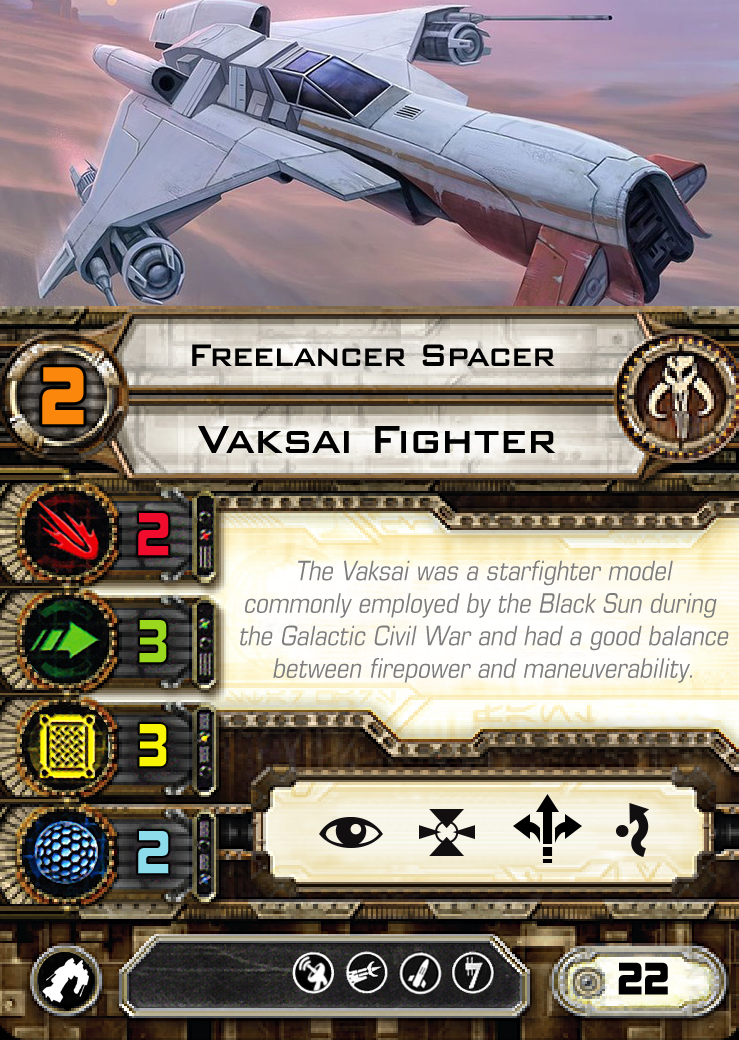 Freelancer Spacer
2
Vaksai Fighter
2
3
3
2
The Vaksai was a starfighter model
commonly employed by the Black Sun during
the Galactic Civil War and had a good balance
between firepower and maneuverability.
22